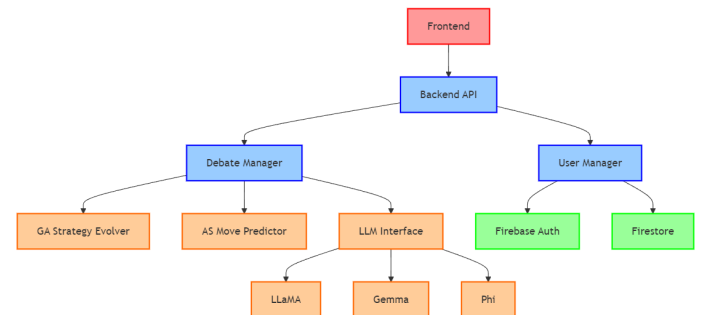 Frontend
Backend API
Debate Manager
User Manager
GA Strategy Evolver
AS Move Predictor
LLM Interface
Firebase Auth
Firestore
LLaMA
Gemma
Phi